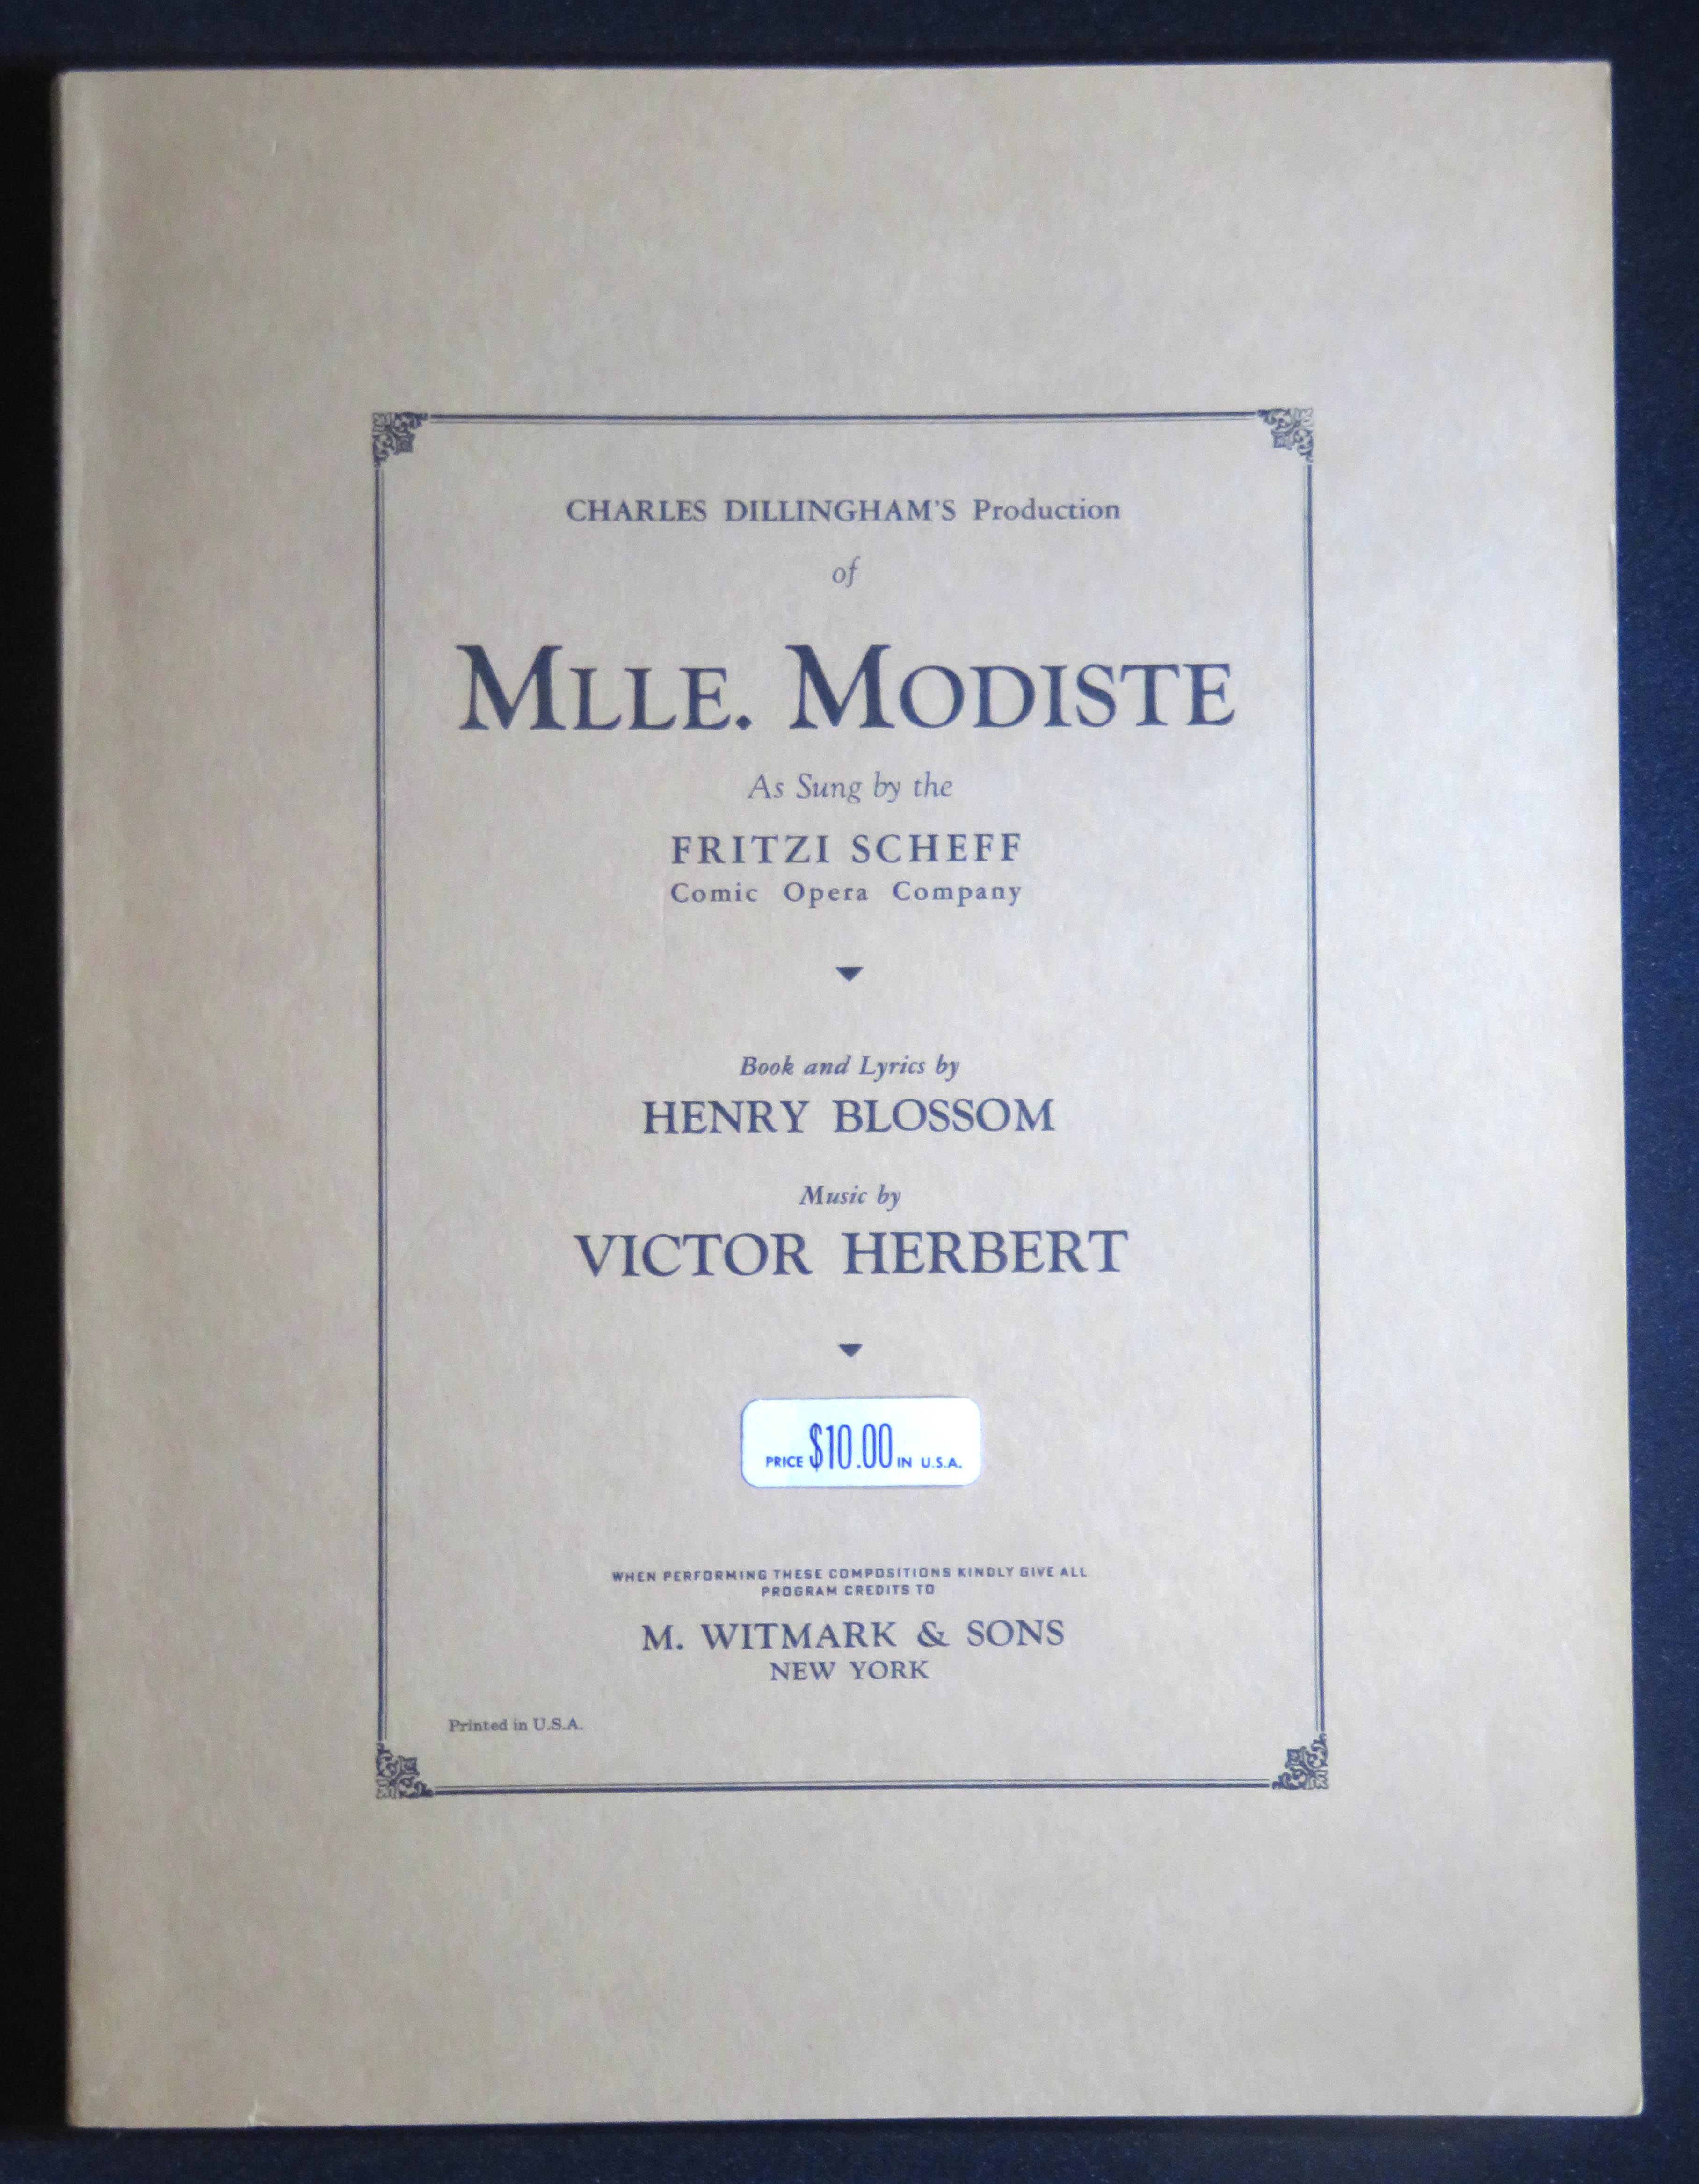 CHARLES DILLINGHAM'S Production
of
MLLE. MODISTE
As Sung by the
FRITZI SCHEFF
Comic Opera Company
Book and Lyrics by
HENRY BLOSSOM
Music by
VICTOR HERBERT
PRICE $10.00 IN U.S.A.
WHEN PERFORMING THESE COMPOSITIONS KINDLY GIVE ALL
PROGRAM CREDITS TO
M. WITMARK & SONS
NEW YORK
Printed in U.S.A.